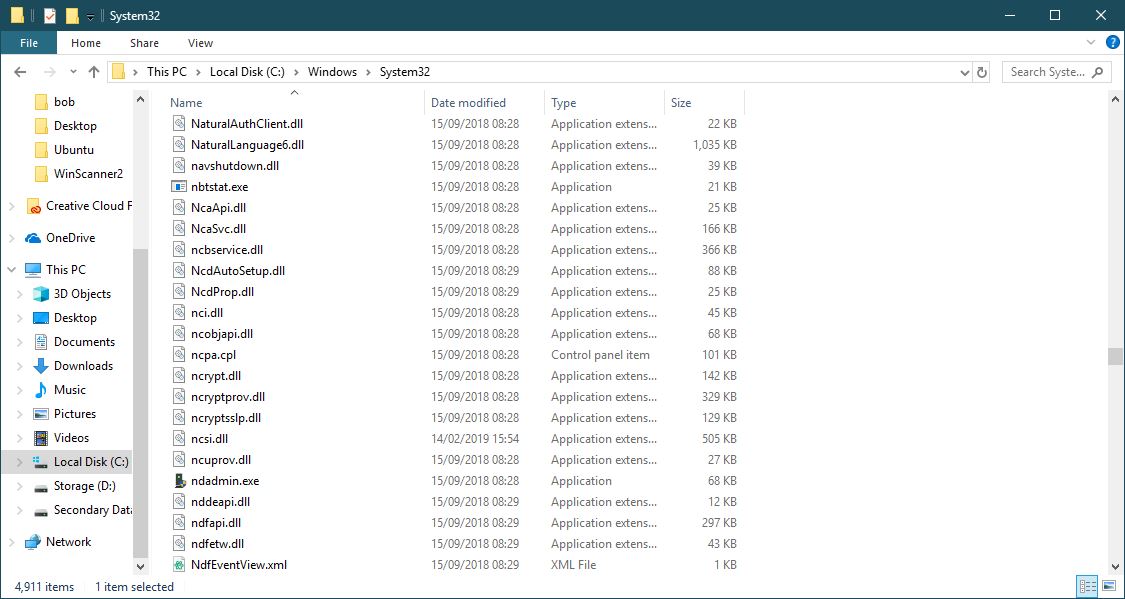 System32
File Home Share View
This PC Local Disk (C:) Windows System32
Search Syste...
bob
Desktop
Ubuntu
WinScanner2
Creative Cloud F
OneDrive
This PC
3D Objects
Desktop
Documents
Downloads
Music
Pictures
Videos
Local Disk (C:)
Storage (D:)
Secondary Data
Network
Name Date modified Type Size
NaturalAuthClient.dll 15/09/2018 08:28 Application extens... 22 KB
NaturalLanguage6.dll 15/09/2018 08:28 Application extens... 1,035 KB
navshutdown.dll 15/09/2018 08:28 Application extens... 39 KB
nbtstat.exe 15/09/2018 08:28 Application 21 KB
NcaApi.dll 15/09/2018 08:28 Application extens... 25 KB
NcaSvc.dll 15/09/2018 08:28 Application extens... 166 KB
ncbservice.dll 15/09/2018 08:28 Application extens... 366 KB
NcdAutoSetup.dll 15/09/2018 08:29 Application extens... 88 KB
NcdProp.dll 15/09/2018 08:29 Application extens... 25 KB
nci.dll 15/09/2018 08:28 Application extens... 45 KB
ncobjapi.dll 15/09/2018 08:28 Application extens... 68 KB
ncpa.cpl 15/09/2018 08:28 Control panel item 101 KB
ncrypt.dll 15/09/2018 08:28 Application extens... 142 KB
ncryptprov.dll 15/09/2018 08:28 Application extens... 329 KB
ncryptsslp.dll 15/09/2018 08:28 Application extens... 129 KB
ncsi.dll 14/02/2019 15:54 Application extens... 505 KB
ncuprov.dll 15/09/2018 08:28 Application extens... 27 KB
ndadmin.exe 15/09/2018 08:28 Application 68 KB
nddeapi.dll 15/09/2018 08:29 Application extens... 12 KB
ndfapi.dll 15/09/2018 08:29 Application extens... 297 KB
ndfetw.dll 15/09/2018 08:29 Application extens... 43 KB
NdfEventView.xml 15/09/2018 08:29 XML File 1 KB
4,911 items 1 item selected